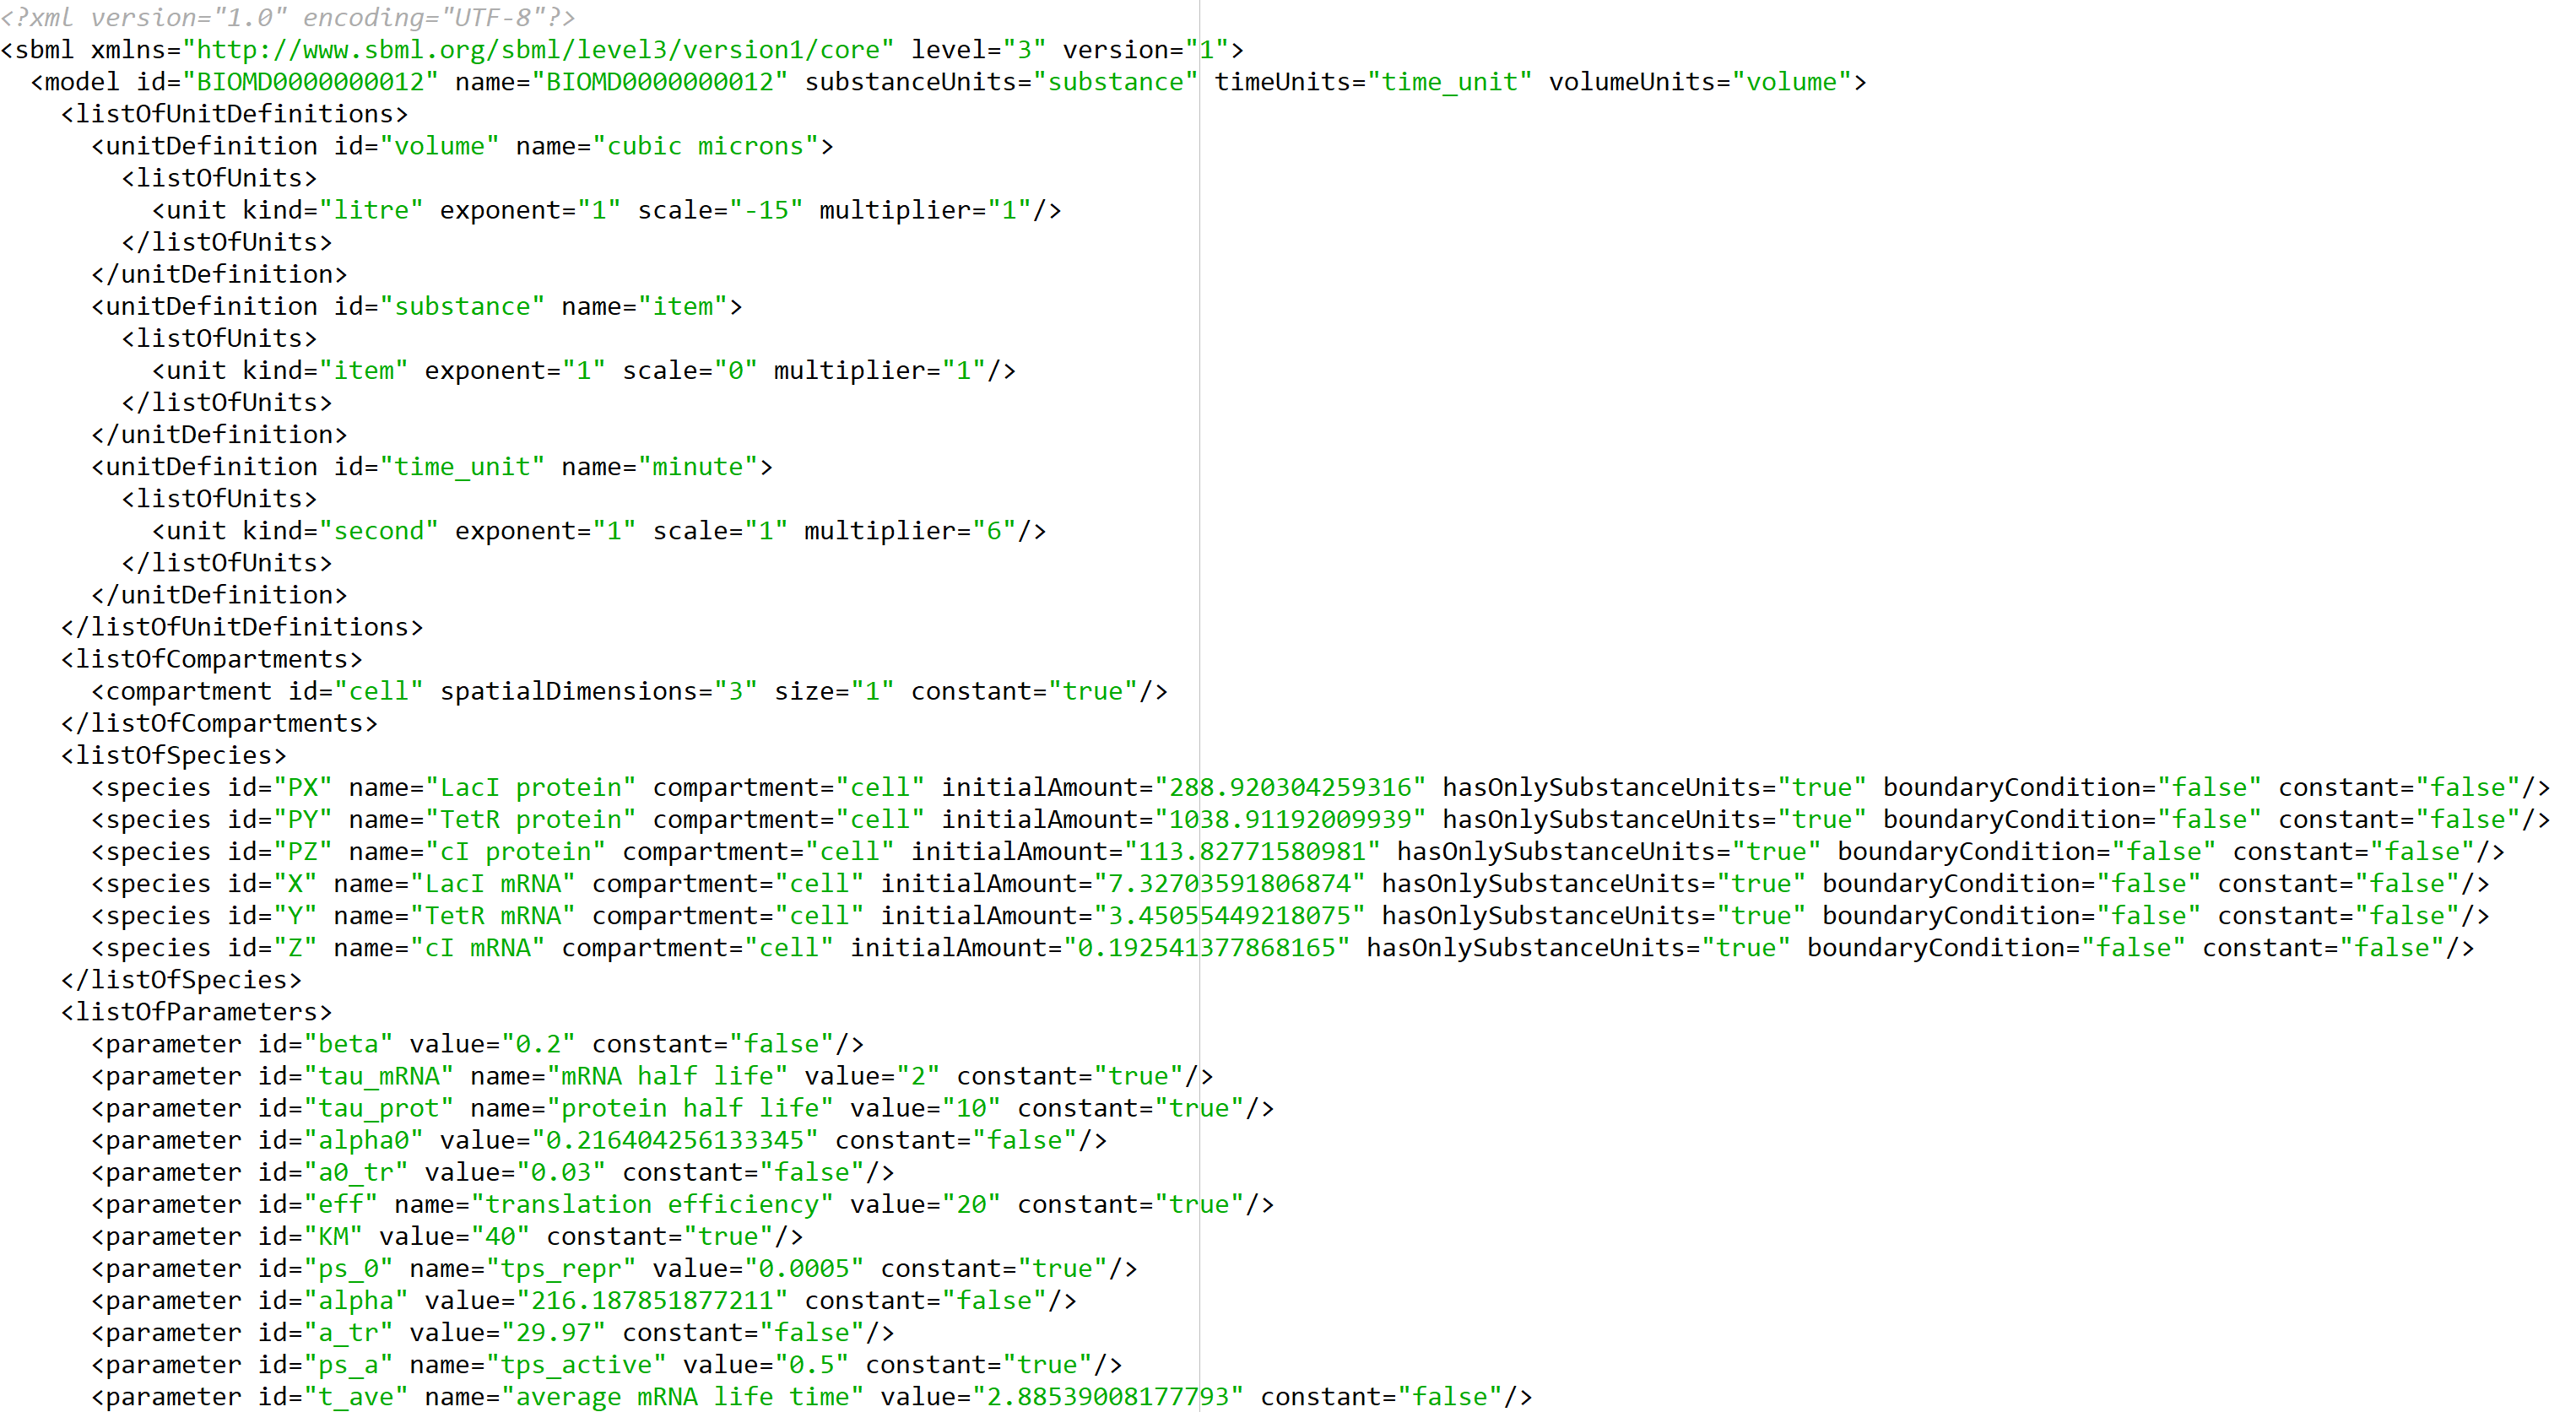 <?xml version="1.0" encoding="UTF-8"?>
<sbml xmlns="http://www.sbml.org/sbml/level3/version1/core" level="3" version="1">
  <model id="BIOMD0000000012" name="BIOMD0000000012" substanceUnits="substance" timeUnits="time_unit" volumeUnits="volume">
    <listOfUnitDefinitions>
      <unitDefinition id="volume" name="cubic microns">
        <listOfUnits>
          <unit kind="litre" exponent="1" scale="-15" multiplier="1"/>
        </listOfUnits>
      </unitDefinition>
      <unitDefinition id="substance" name="item">
        <listOfUnits>
          <unit kind="item" exponent="1" scale="0" multiplier="1"/>
        </listOfUnits>
      </unitDefinition>
      <unitDefinition id="time_unit" name="minute">
        <listOfUnits>
          <unit kind="second" exponent="1" scale="1" multiplier="6"/>
        </listOfUnits>
      </unitDefinition>
    </listOfUnitDefinitions>
    <listOfCompartments>
      <compartment id="cell" spatialDimensions="3" size="1" constant="true"/>
    </listOfCompartments>
    <listOfSpecies>
      <species id="PX" name="LacI protein" compartment="cell" initialAmount="288.920304259316" hasOnlySubstanceUnits="true" boundaryCondition="false" constant="false"/>
      <species id="PY" name="TetR protein" compartment="cell" initialAmount="1038.91192009939" hasOnlySubstanceUnits="true" boundaryCondition="false" constant="false"/>
      <species id="PZ" name="cI protein" compartment="cell" initialAmount="113.82771580981" hasOnlySubstanceUnits="true" boundaryCondition="false" constant="false"/>
      <species id="X" name="LacI mRNA" compartment="cell" initialAmount="7.32703591806874" hasOnlySubstanceUnits="true" boundaryCondition="false" constant="false"/>
      <species id="Y" name="TetR mRNA" compartment="cell" initialAmount="3.45055449218075" hasOnlySubstanceUnits="true" boundaryCondition="false" constant="false"/>
      <species id="Z" name="cI mRNA" compartment="cell" initialAmount="0.192541377868165" hasOnlySubstanceUnits="true" boundaryCondition="false" constant="false"/>
    </listOfSpecies>
    <listOfParameters>
      <parameter id="beta" value="0.2" constant="false"/>
      <parameter id="tau_mRNA" name="mRNA half life" value="2" constant="true"/>
      <parameter id="tau_prot" name="protein half life" value="10" constant="true"/>
      <parameter id="alpha0" value="0.216404256133345" constant="false"/>
      <parameter id="a0_tr" value="0.03" constant="false"/>
      <parameter id="eff" name="translation efficiency" value="20" constant="true"/>
      <parameter id="KM" value="40" constant="true"/>
      <parameter id="ps_0" name="tps_repr" value="0.0005" constant="true"/>
      <parameter id="alpha" value="216.187851877211" constant="false"/>
      <parameter id="a_tr" value="29.97" constant="false"/>
      <parameter id="ps_a" name="tps_active" value="0.5" constant="true"/>
      <parameter id="t_ave" name="average mRNA life time" value="2.88539008177793" constant="false"/>